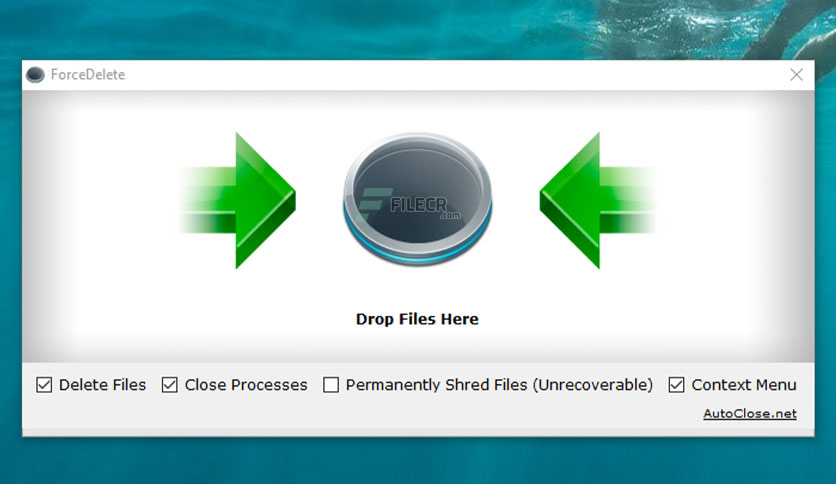 ForceDelete
FILECR
.com
Drop Files Here
Delete Files Close Processes Permanently Shred Files (Unrecoverable) Context Menu
AutoClose.net